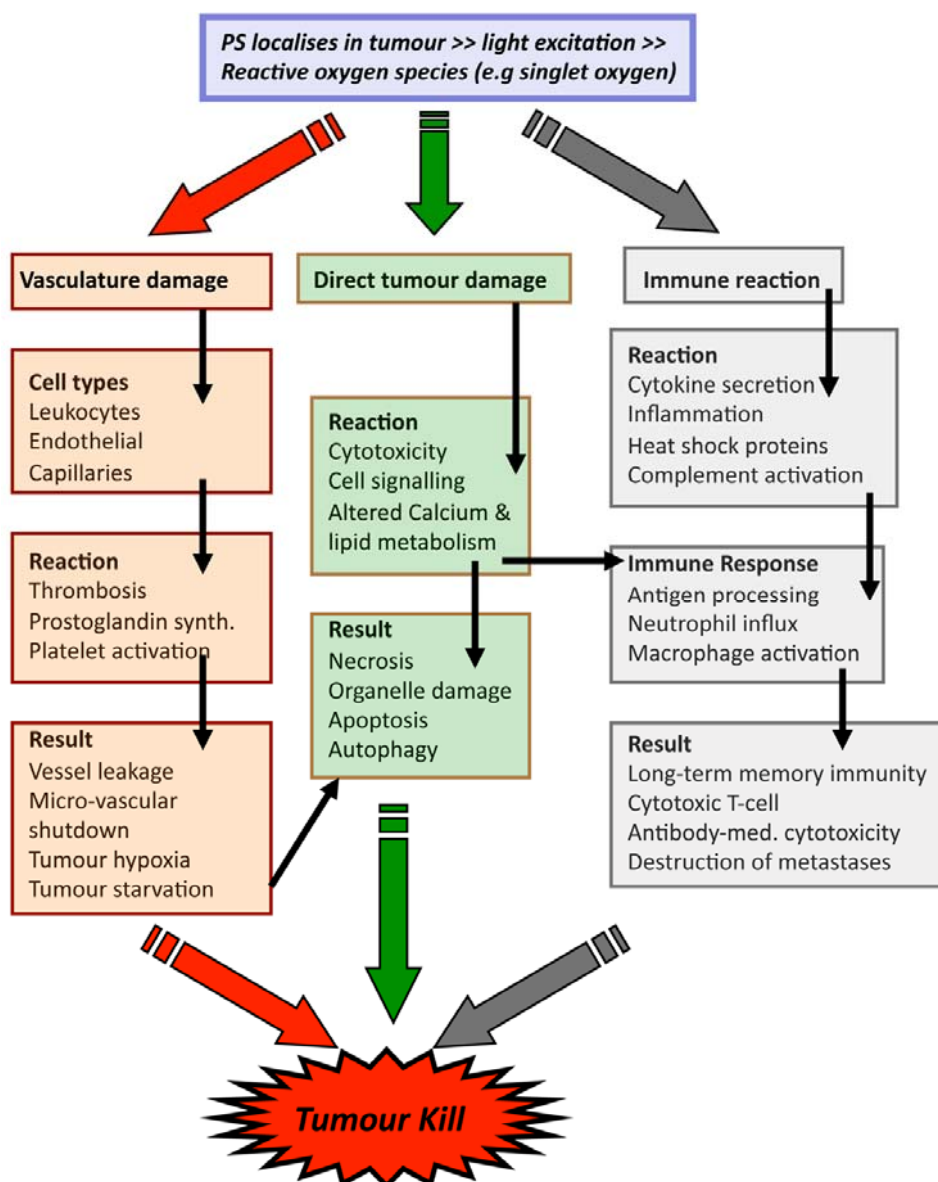 PS localises in tumour >> light excitation >>
Reactive oxygen species (e.g singlet oxygen)
Vasculature damage
Cell types
Leukocytes
Endothelial
Capillaries
Reaction
Thrombosis
Prostoglandin synth.
Platelet activation
Result
Vessel leakage
Micro-vascular
shutdown
Tumour hypoxia
Tumour starvation
Direct tumour damage
Reaction
Cytotoxicity
Cell signalling
Altered Calcium &
lipid metabolism
Result
Necrosis
Organelle damage
Apoptosis
Autophagy
Immune reaction
Reaction
Cytokine secretion
Inflammation
Heat shock proteins
Complement activation
Immune Response
Antigen processing
Neutrophil influx
Macrophage activation
Result
Long-term memory immunity
Cytotoxic T-cell
Antibody-med. cytotoxicity
Destruction of metastases
Tumour Kill